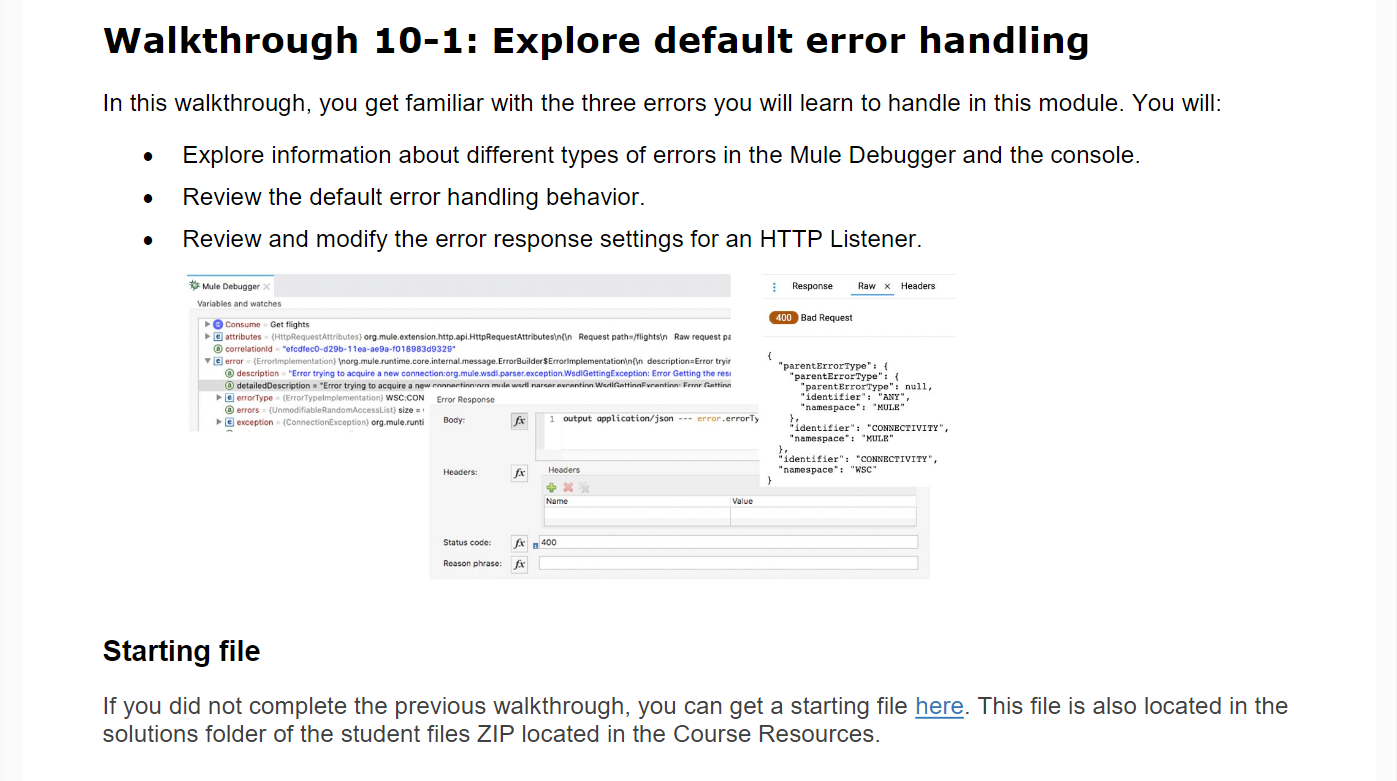 Walkthrough 10-1: Explore default error handling
In this walkthrough, you get familiar with the three errors you will learn to handle in this module. You will:
• Explore information about different types of errors in the Mule Debugger and the console.
• Review the default error handling behavior.
• Review and modify the error response settings for an HTTP Listener.
Mule Debugger
Variables and watches
Consume = Get flights
attributes = {HttpRequestAttributes} org.mule.extension.http.api.HttpRequestAttributes\n{\n Request path=/flights\n Raw request pa
correlationId = "efcdfec0-d29b-11ea-ae9a-f018983d9329"
error = {ErrorImplementation} \norg.mule.runtime.core.internal.message.ErrorBuilder$ErrorImplementation\n{\n description=Error tryin
description = "Error trying to acquire a new connection:org.mule.wsdl.parser.exception.WsdlGettingException: Error Getting the reso
detailedDescription = "Error trying to acquire a new connection:org.mule.wsdl.parser.exception.WsdlGettingException: Error Getting
errorType = {ErrorTypeImplementation} WSC:CON
errors = {UnmodifiableRandomAccessList} size =
exception = {ConnectionException} org.mule.runti
Error Response
Body:
fx
1 output application/json --- error.errorTy
Headers:
fx
Headers
Name Value
Status code:
fx
400
Reason phrase:
fx
Response Raw × Headers
400 Bad Request
{
"parentErrorType": {
"parentErrorType": {
"parentErrorType": null,
"identifier": "ANY",
"namespace": "MULE"
},
"identifier": "CONNECTIVITY",
"namespace": "MULE"
},
"identifier": "CONNECTIVITY",
"namespace": "WSC"
}
Starting file
If you did not complete the previous walkthrough, you can get a starting file here. This file is also located in the
solutions folder of the student files ZIP located in the Course Resources.